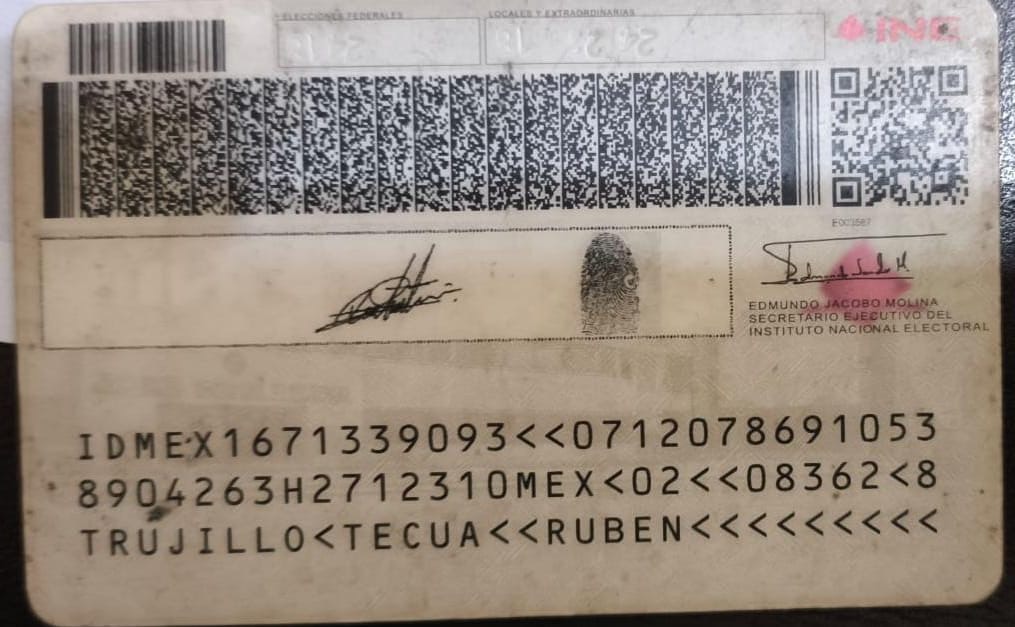 ELECCIONES FEDERALES
LOCALES Y EXTRAORDINARIAS
INE
E003587
EDMUNDO JACOBO MOLINA
SECRETARIO EJECUTIVO DEL
INSTITUTO NACIONAL ELECTORAL
IDMEX1671339093<<0712078691053
8904263H2712310MEX<02<<08362<8
TRUJILLO<TECUA<<RUBEN<<<<<<<<<